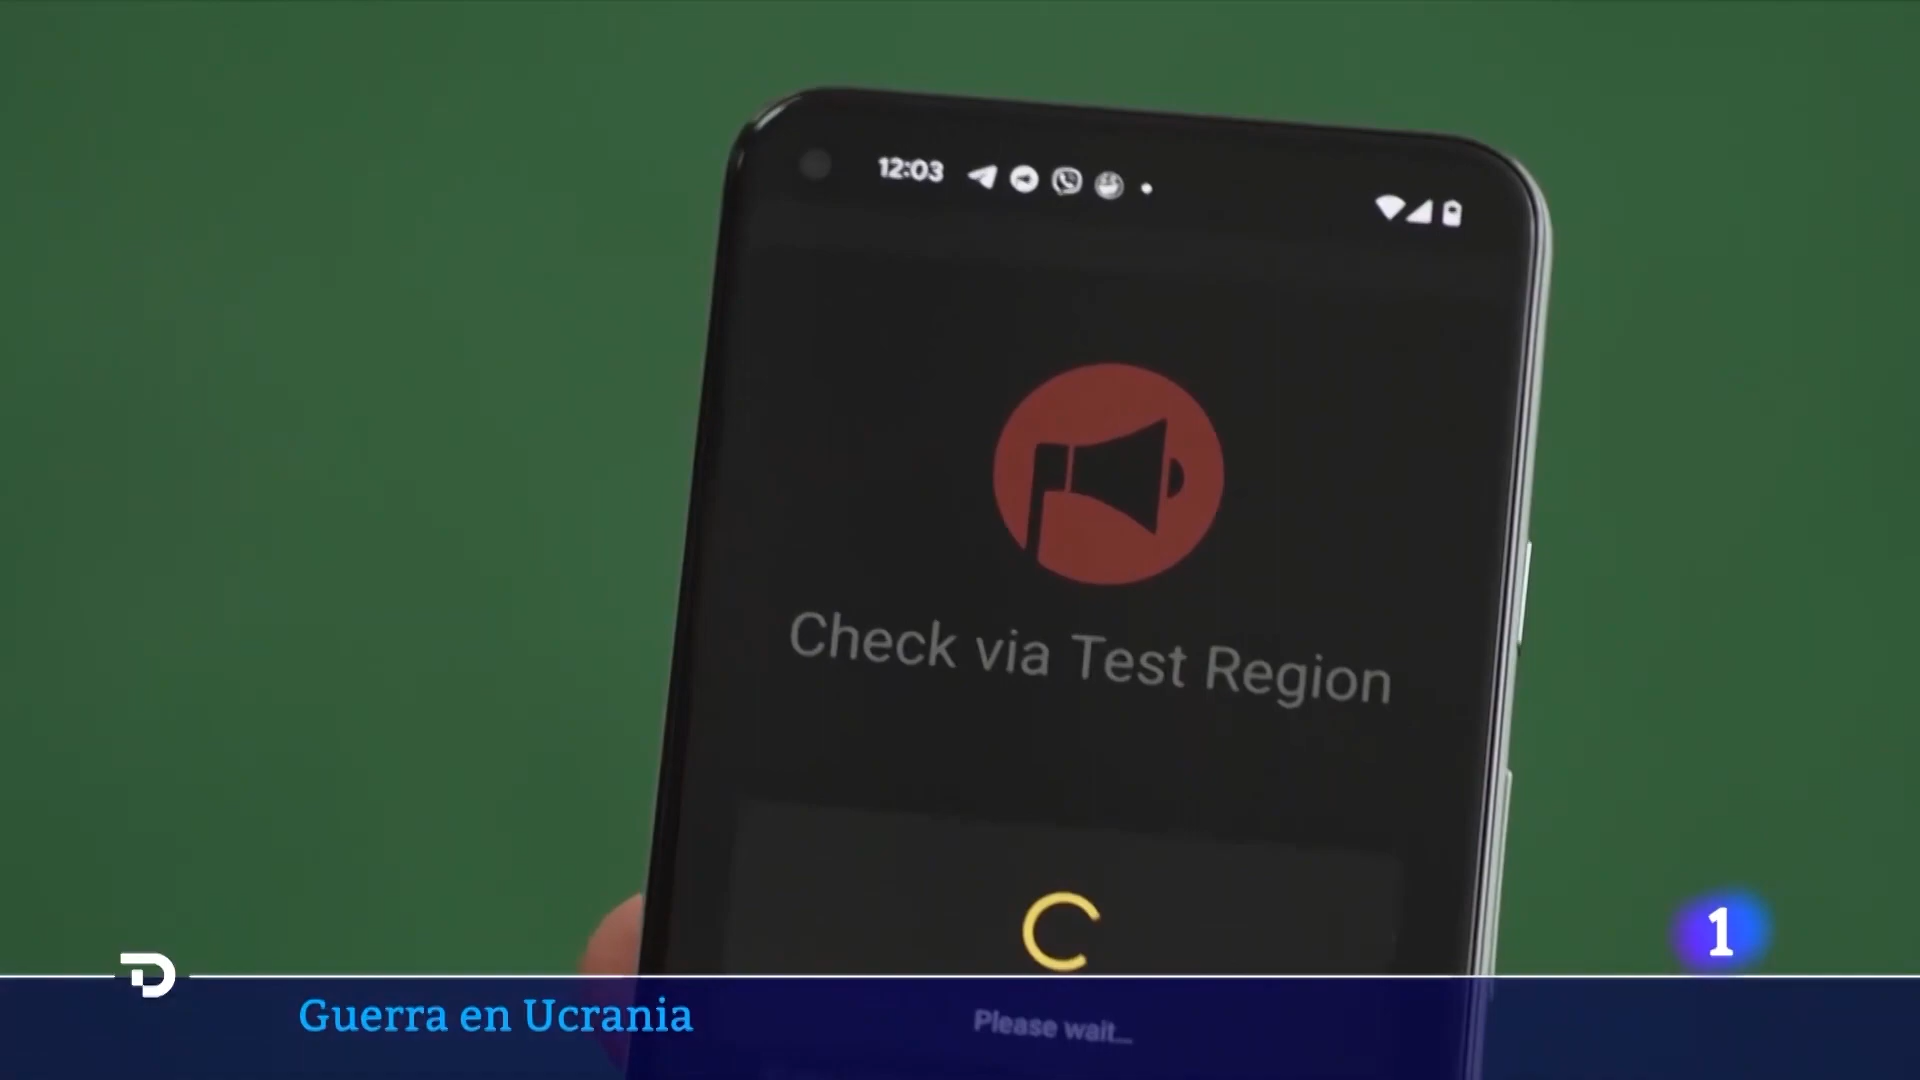 12:03
Check via Test Region
Please wait...
1
Guerra en Ucrania